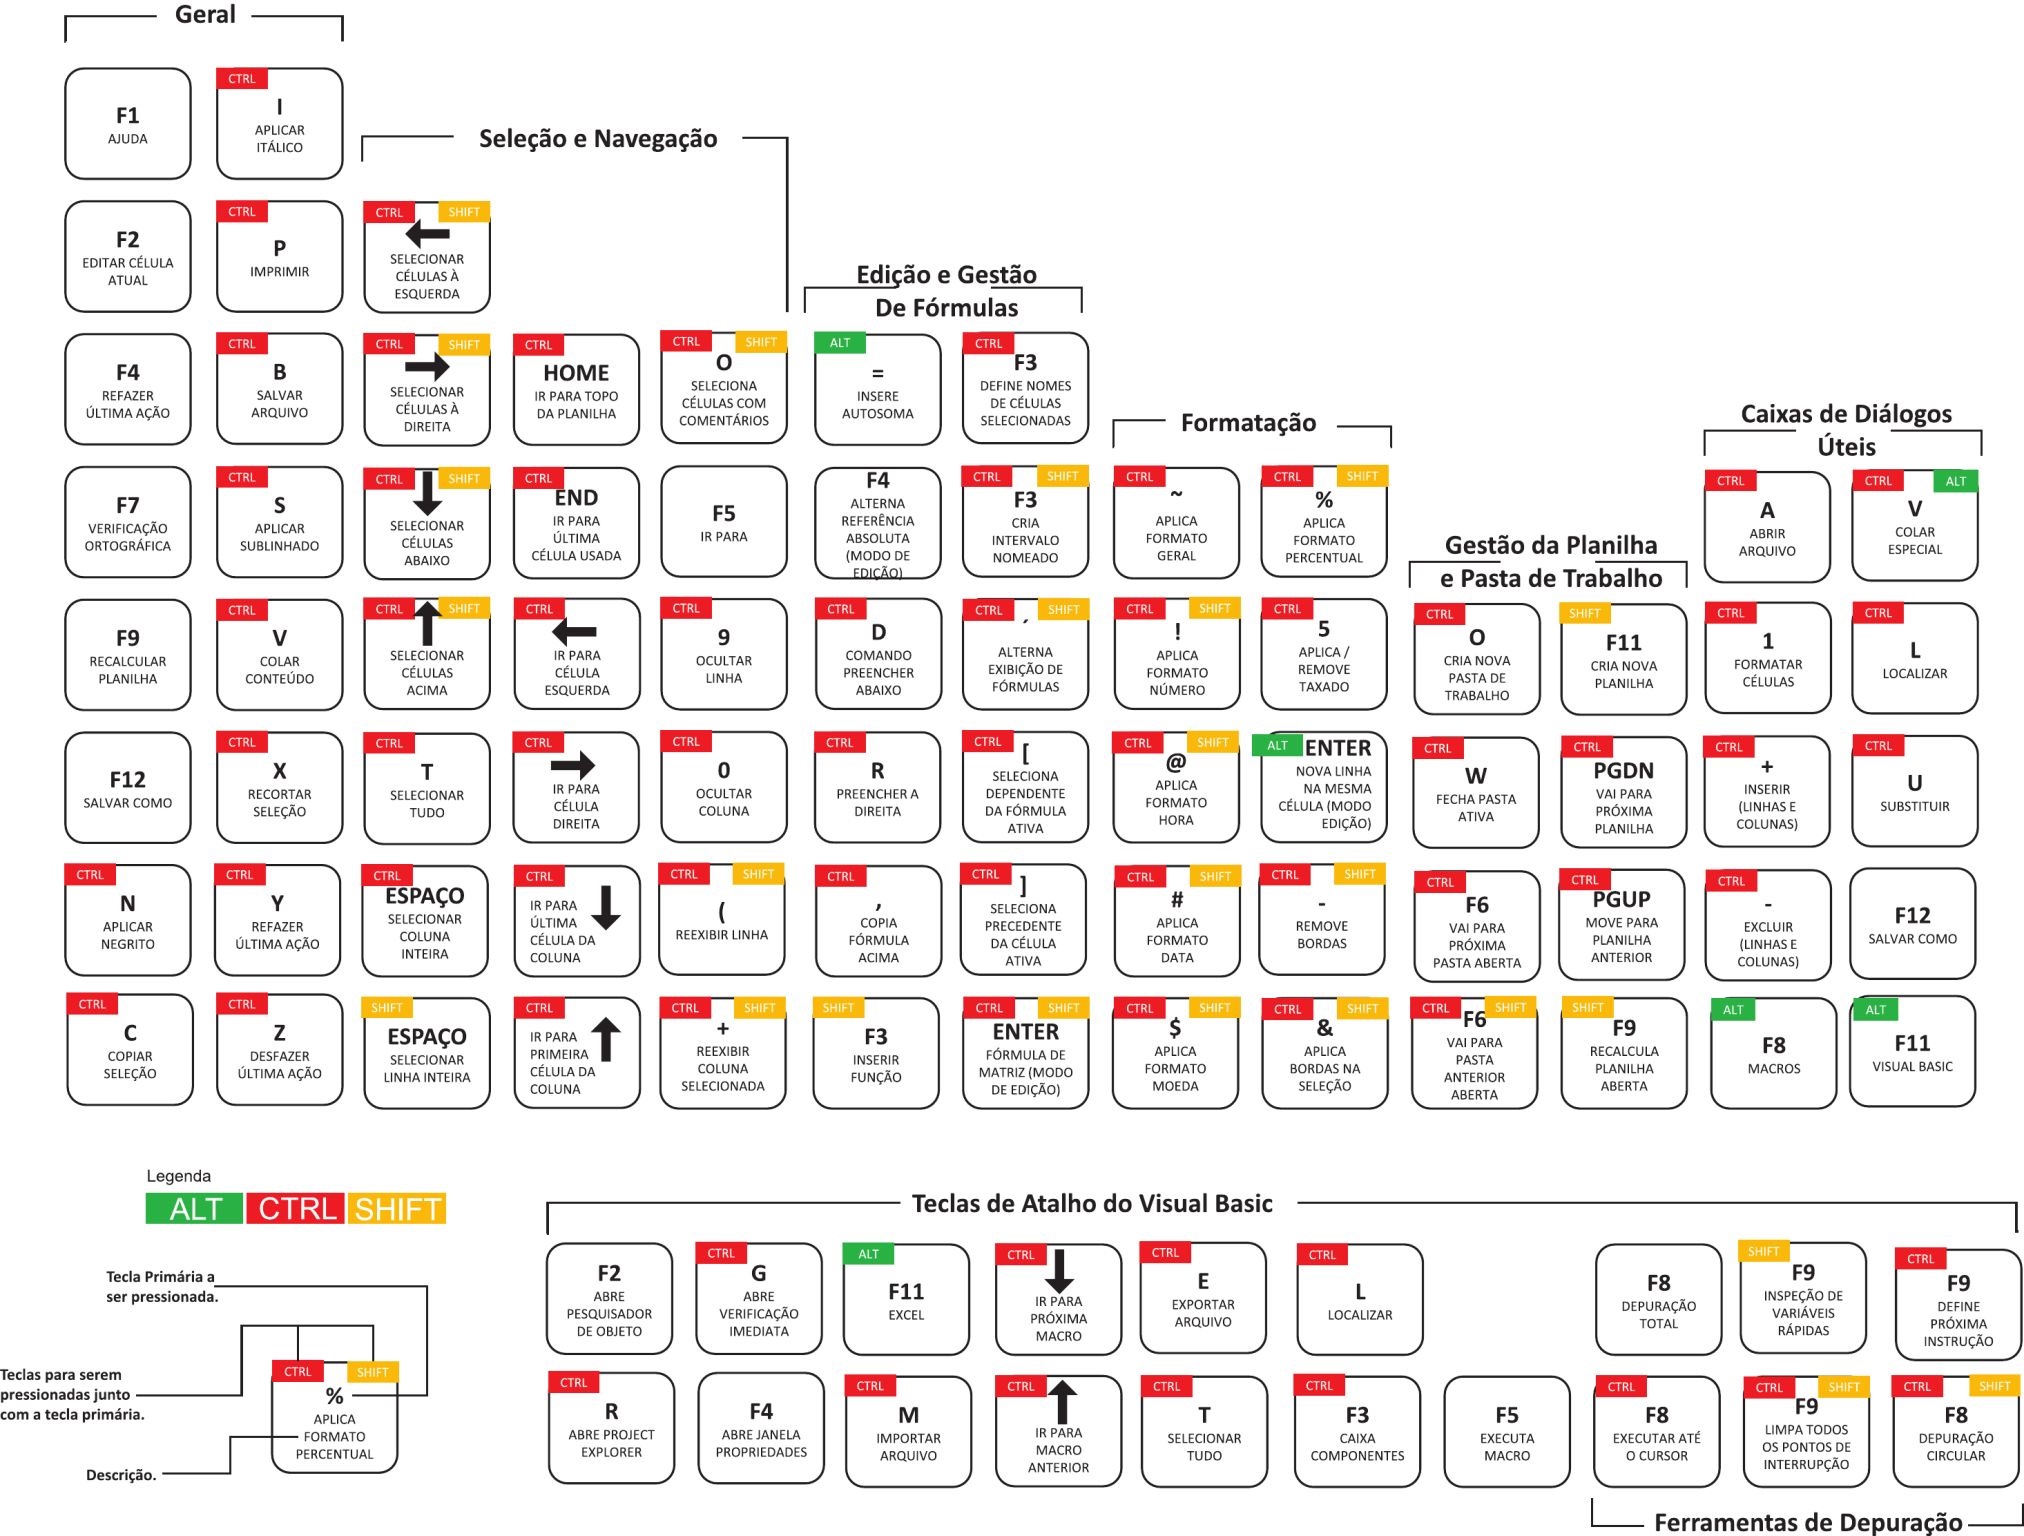 Geral
F1
AJUDA
CTRL
I
APLICAR
ITÁLICO
F2
EDITAR CÉLULA
ATUAL
CTRL
P
IMPRIMIR
F4
REFAZER
ÚLTIMA AÇÃO
CTRL
B
SALVAR
ARQUIVO
F7
VERIFICAÇÃO
ORTOGRÁFICA
CTRL
S
APLICAR
SUBLINHADO
F9
RECALCULAR
PLANILHA
CTRL
V
COLAR
CONTEÚDO
F12
SALVAR COMO
CTRL
X
RECORTAR
SELEÇÃO
CTRL
N
APLICAR
NEGRITO
CTRL
Y
REFAZER
ÚLTIMA AÇÃO
CTRL
C
COPIAR
SELEÇÃO
CTRL
Z
DESFAZER
ÚLTIMA AÇÃO
Seleção e Navegação
CTRL SHIFT
SELECIONAR
CÉLULAS À
ESQUERDA
CTRL SHIFT
SELECIONAR
CÉLULAS À
DIREITA
CTRL
HOME
IR PARA TOPO
DA PLANILHA
CTRL SHIFT
O
SELECIONA
CÉLULAS COM
COMENTÁRIOS
CTRL SHIFT
SELECIONAR
CÉLULAS
ABAIXO
CTRL
END
IR PARA
ÚLTIMA
CÉLULA USADA
F5
IR PARA
CTRL SHIFT
SELECIONAR
CÉLULAS
ACIMA
CTRL
IR PARA
CÉLULA
ESQUERDA
CTRL
9
OCULTAR
LINHA
CTRL
T
SELECIONAR
TUDO
CTRL
IR PARA
CÉLULA
DIREITA
CTRL
0
OCULTAR
COLUNA
CTRL
ESPAÇO
SELECIONAR
COLUNA
INTEIRA
CTRL
IR PARA
ÚLTIMA
CÉLULA DA
COLUNA
CTRL SHIFT
(
REEXIBIR LINHA
SHIFT
ESPAÇO
SELECIONAR
LINHA INTEIRA
CTRL
IR PARA
PRIMEIRA
CÉLULA DA
COLUNA
CTRL SHIFT
+
REEXIBIR
COLUNA
SELECIONADA
Edição e Gestão
De Fórmulas
ALT
=
INSERE
AUTOSOMA
CTRL
F3
DEFINE NOMES
DE CÉLULAS
SELECIONADAS
F4
ALTERNA
REFERÊNCIA
ABSOLUTA
(MODO DE
EDIÇÃO)
CTRL SHIFT
F3
CRIA
INTERVALO
NOMEADO
CTRL
D
COMANDO
PREENCHER
ABAIXO
CTRL SHIFT
´
ALTERNA
EXIBIÇÃO DE
FÓRMULAS
CTRL
R
PREENCHER A
DIREITA
CTRL
[
SELECIONA
DEPENDENTE
DA FÓRMULA
ATIVA
CTRL
,
COPIA
FÓRMULA
ACIMA
CTRL
]
SELECIONA
PRECEDENTE
DA CÉLULA
ATIVA
SHIFT
F3
INSERIR
FUNÇÃO
CTRL SHIFT
ENTER
FÓRMULA DE
MATRIZ (MODO
DE EDIÇÃO)
Formatação
CTRL
~
APLICA
FORMATO
GERAL
CTRL SHIFT
%
APLICA
FORMATO
PERCENTUAL
CTRL SHIFT
!
APLICA
FORMATO
NÚMERO
CTRL
5
APLICA /
REMOVE
TAXADO
CTRL SHIFT
@
APLICA
FORMATO
HORA
ALT
ENTER
NOVA LINHA
NA MESMA
CÉLULA (MODO
EDIÇÃO)
CTRL SHIFT
#
APLICA
FORMATO
DATA
CTRL SHIFT
-
REMOVE
BORDAS
CTRL SHIFT
$
APLICA
FORMATO
MOEDA
CTRL SHIFT
&
APLICA
BORDAS NA
SELEÇÃO
Gestão da Planilha
e Pasta de Trabalho
CTRL
O
CRIA NOVA
PASTA DE
TRABALHO
SHIFT
F11
CRIA NOVA
PLANILHA
CTRL
W
FECHA PASTA
ATIVA
CTRL
PGDN
VAI PARA
PRÓXIMA
PLANILHA
CTRL
F6
VAI PARA
PRÓXIMA
PASTA ABERTA
CTRL
PGUP
MOVE PARA
PLANILHA
ANTERIOR
CTRL SHIFT
F6
VAI PARA
PASTA
ANTERIOR
ABERTA
SHIFT
F9
RECALCULA
PLANILHA
ABERTA
Caixas de Diálogos
Úteis
CTRL
A
ABRIR
ARQUIVO
CTRL ALT
V
COLAR
ESPECIAL
CTRL
1
FORMATAR
CÉLULAS
CTRL
L
LOCALIZAR
CTRL
+
INSERIR
(LINHAS E
COLUNAS)
CTRL
U
SUBSTITUIR
CTRL
-
EXCLUIR
(LINHAS E
COLUNAS)
F12
SALVAR COMO
ALT
F8
MACROS
ALT
F11
VISUAL BASIC
Legenda
ALT CTRL SHIFT
Tecla Primária a
ser pressionada.
Teclas para serem
pressionadas junto
com a tecla primária.
CTRL SHIFT
%
APLICA
FORMATO
PERCENTUAL
Descrição.
Teclas de Atalho do Visual Basic
F2
ABRE
PESQUISADOR
DE OBJETO
CTRL
G
ABRE
VERIFICAÇÃO
IMEDIATA
ALT
F11
EXCEL
CTRL
IR PARA
PRÓXIMA
MACRO
CTRL
E
EXPORTAR
ARQUIVO
CTRL
L
LOCALIZAR
F8
DEPURAÇÃO
TOTAL
SHIFT
F9
INSPEÇÃO DE
VARIÁVEIS
RÁPIDAS
CTRL
F9
DEFINE
PRÓXIMA
INSTRUÇÃO
CTRL
R
ABRE PROJECT
EXPLORER
F4
ABRE JANELA
PROPRIEDADES
CTRL
M
IMPORTAR
ARQUIVO
CTRL
IR PARA
MACRO
ANTERIOR
CTRL
T
SELECIONAR
TUDO
CTRL
F3
CAIXA
COMPONENTES
F5
EXECUTA
MACRO
CTRL
F8
EXECUTAR ATÉ
O CURSOR
CTRL SHIFT
F9
LIMPA TODOS
OS PONTOS DE
INTERRUPÇÃO
CTRL SHIFT
F8
DEPURAÇÃO
CIRCULAR
Ferramentas de Depuração